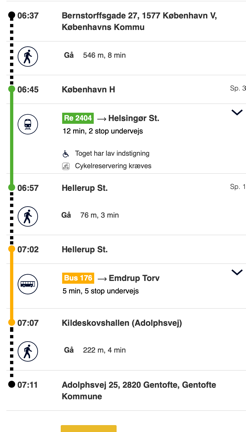 06:37 Bernstorffsgade 27, 1577 København V,
Københavns Kommu
Gå 546 m, 8 min
06:45 København H Sp. 3
Re 2404 → Helsingør St.
12 min, 2 stop undervejs
Toget har lav indstigning
Cykelreservering kræves
06:57 Hellerup St. Sp. 1
Gå 76 m, 3 min
07:02 Hellerup St.
Bus 176 → Emdrup Torv
5 min, 5 stop undervejs
07:07 Kildeskovshallen (Adolphsvej)
Gå 222 m, 4 min
07:11 Adolphsvej 25, 2820 Gentofte, Gentofte
Kommune